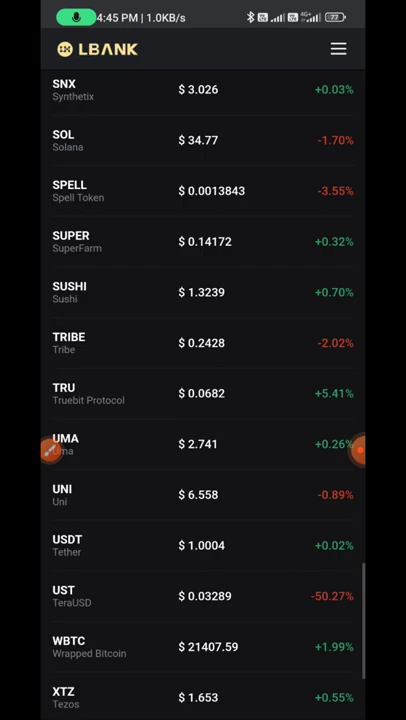 4:45 PM | 1.0KB/s
4G+
77
LBANK
SNX $ 3.026 +0.03%
Synthetix
SOL $ 34.77 -1.70%
Solana
SPELL $ 0.0013843 -3.55%
Spell Token
SUPER $ 0.14172 +0.32%
SuperFarm
SUSHI $ 1.3239 +0.70%
Sushi
TRIBE $ 0.2428 -2.02%
Tribe
TRU $ 0.0682 +5.41%
Truebit Protocol
UMA $ 2.741 +0.26%
Uma
UNI $ 6.558 -0.89%
Uni
USDT $ 1.0004 +0.02%
Tether
UST $ 0.03289 -50.27%
TeraUSD
WBTC $ 21407.59 +1.99%
Wrapped Bitcoin
XTZ $ 1.653 +0.55%
Tezos